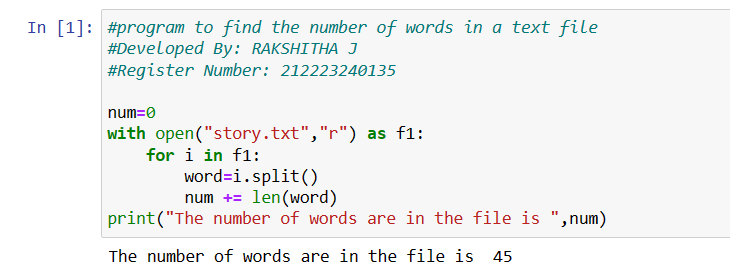 In [1]: #program to find the number of words in a text file
#Developed By: RAKSHITHA J
#Register Number: 212223240135
num=0
with open("story.txt","r") as f1:
    for i in f1:
        word=i.split()
        num += len(word)
print("The number of words are in the file is ",num)
The number of words are in the file is  45